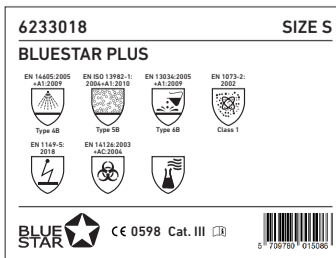 6233018 SIZE S
BLUESTAR PLUS
EN 14605:2005 EN ISO 13982-1: EN 13034:2005 EN 1073-2:
+A1:2009 2004+A1:2010 +A1:2009 2002
Type 4B Type 5B Type 6B Class 1
EN 1149-5: EN 14126:2003
2018 +AC:2004
BLUE STAR CE 0598 Cat. III
5 709780 015086